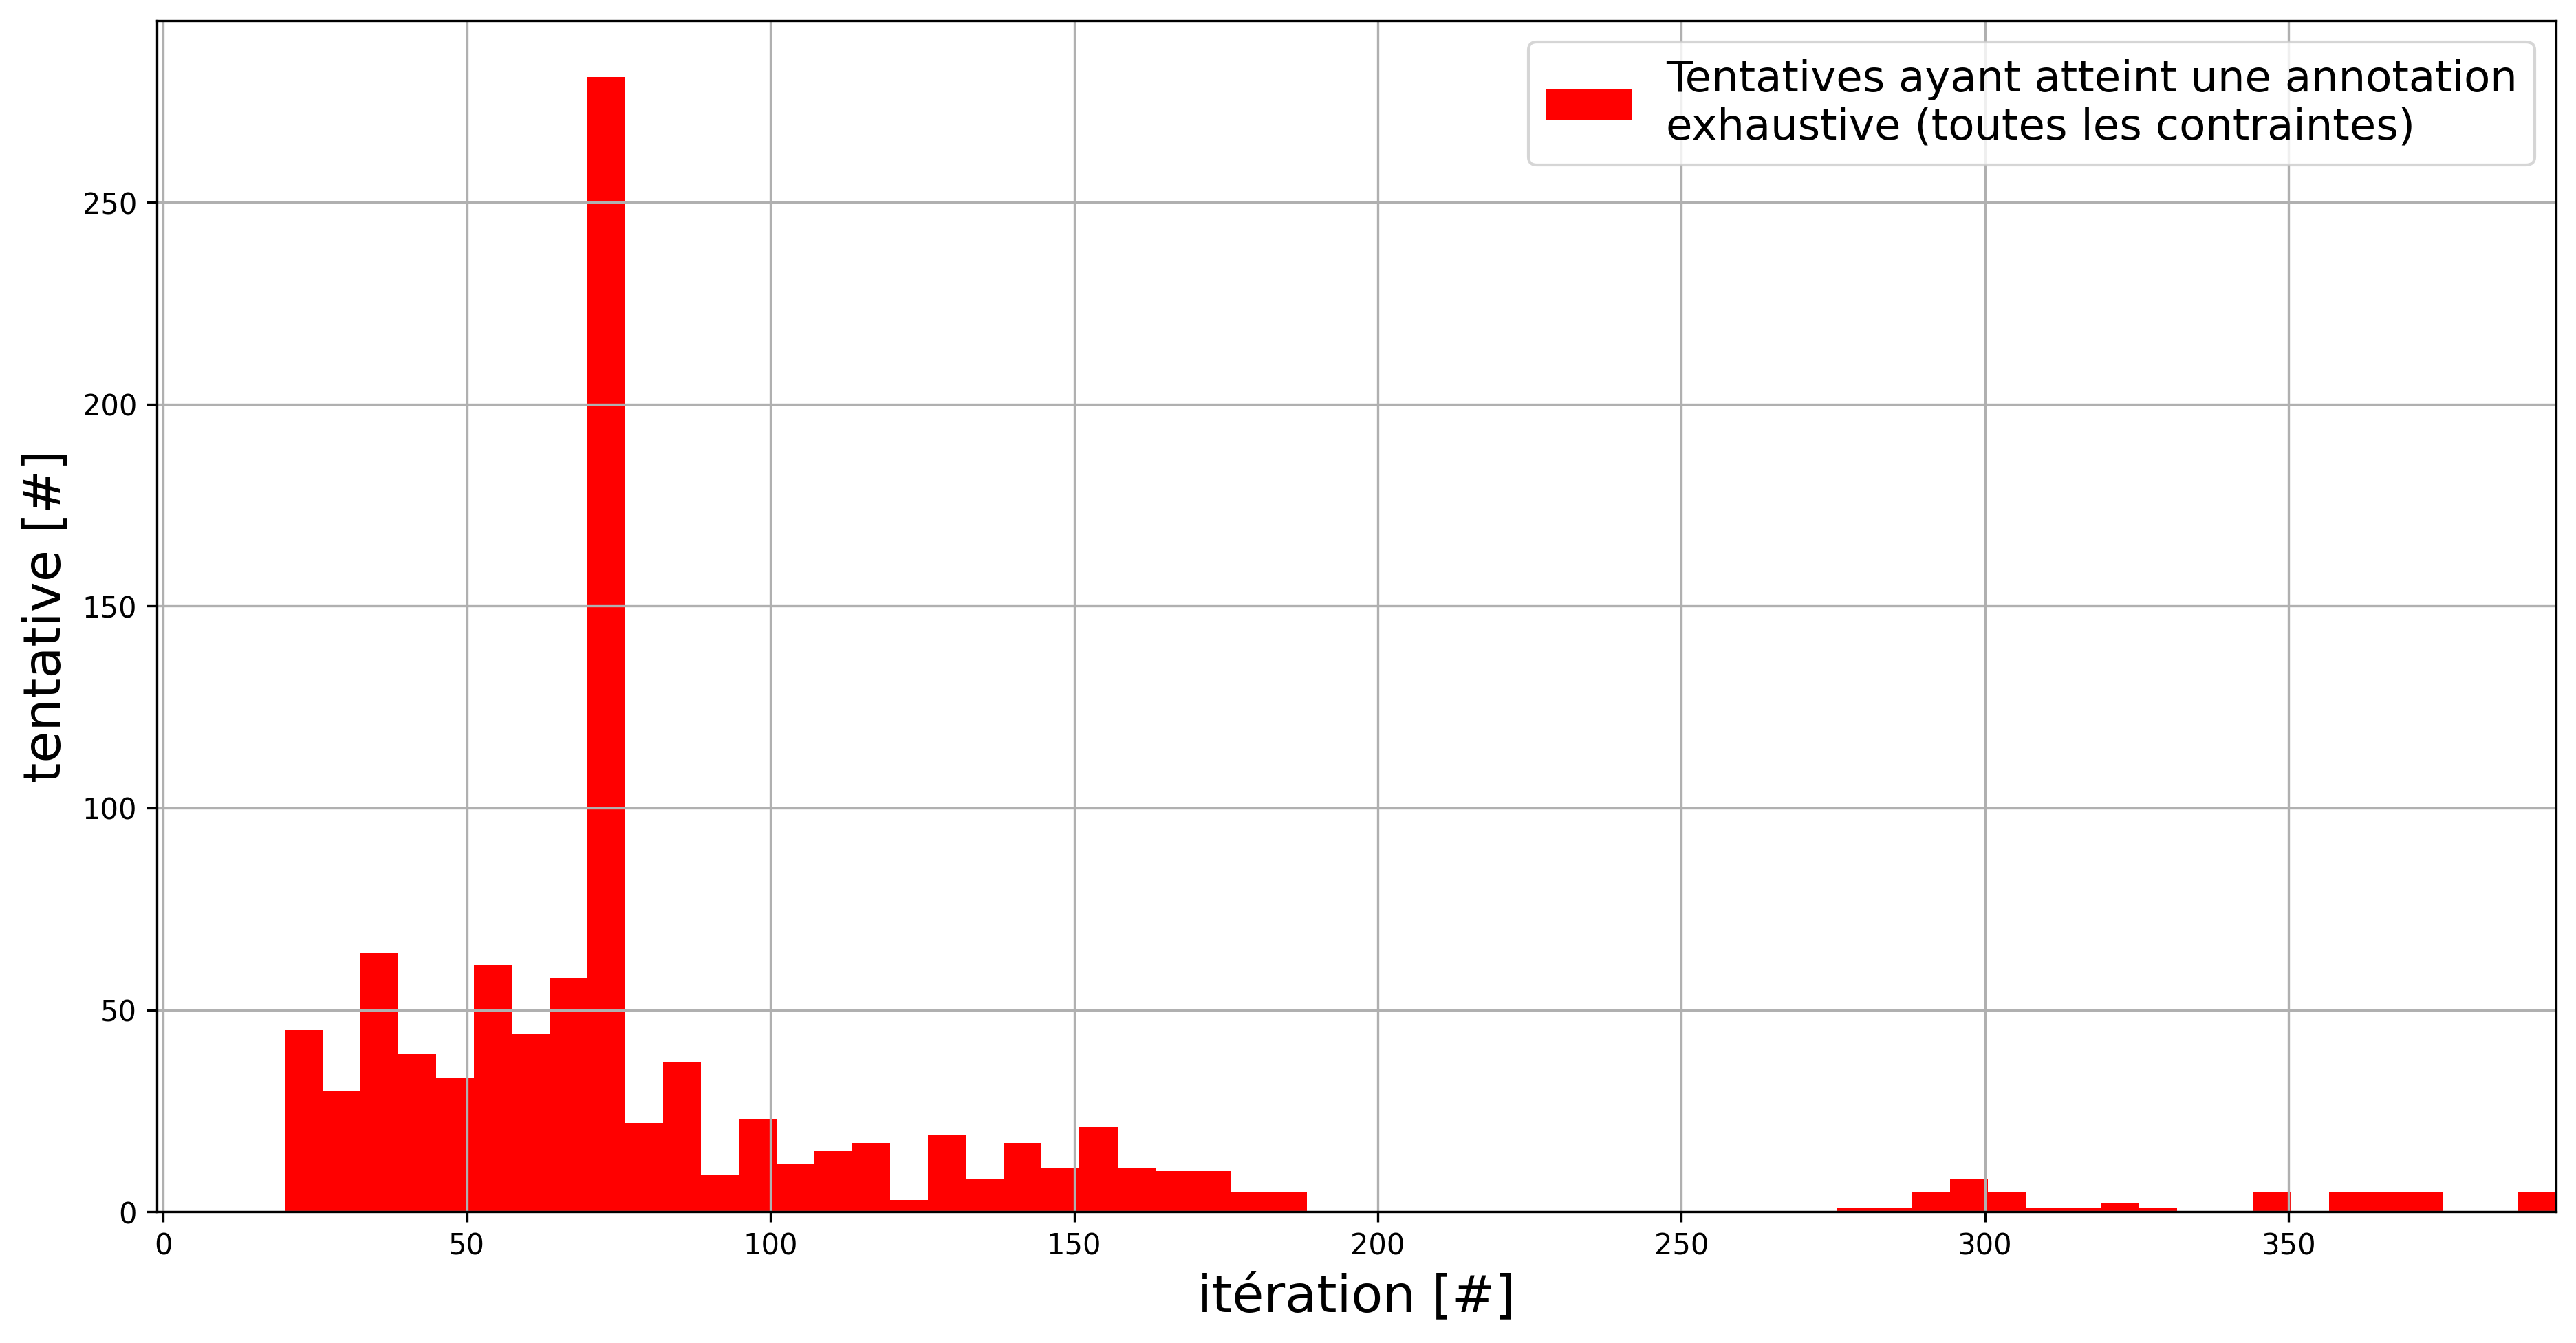 Tentatives ayant atteint une annotation
exhaustive (toutes les contraintes)
tentative [#]
250
200
150
100
50
0
0 50 100 150 200 250 300 350
itération [#]